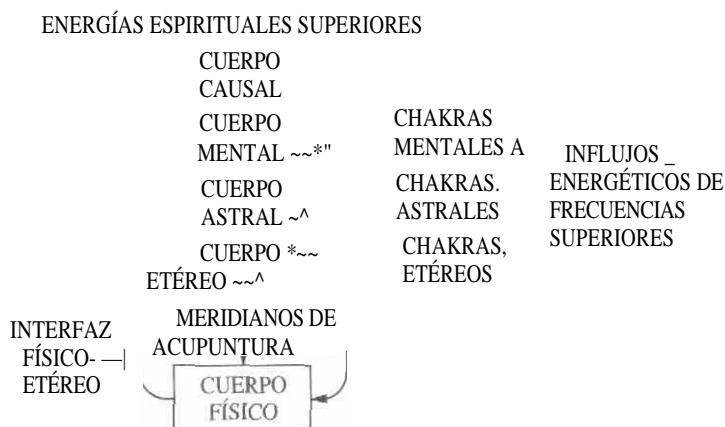 ENERGÍAS ESPIRITUALES SUPERIORES
CUERPO
CAUSAL
CUERPO
MENTAL ~~*"
CHAKRAS
MENTALES A
INFLUJOS _
ENERGÉTICOS DE
FRECUENCIAS
SUPERIORES
CUERPO
ASTRAL ~^
CHAKRAS.
ASTRALES
CUERPO *~~
ETÉREO ~~^
CHAKRAS,
ETÉREOS
MERIDIANOS DE
ACUPUNTURA
INTERFAZ
FÍSICO- —|
ETÉREO
CUERPO
FÍSICO